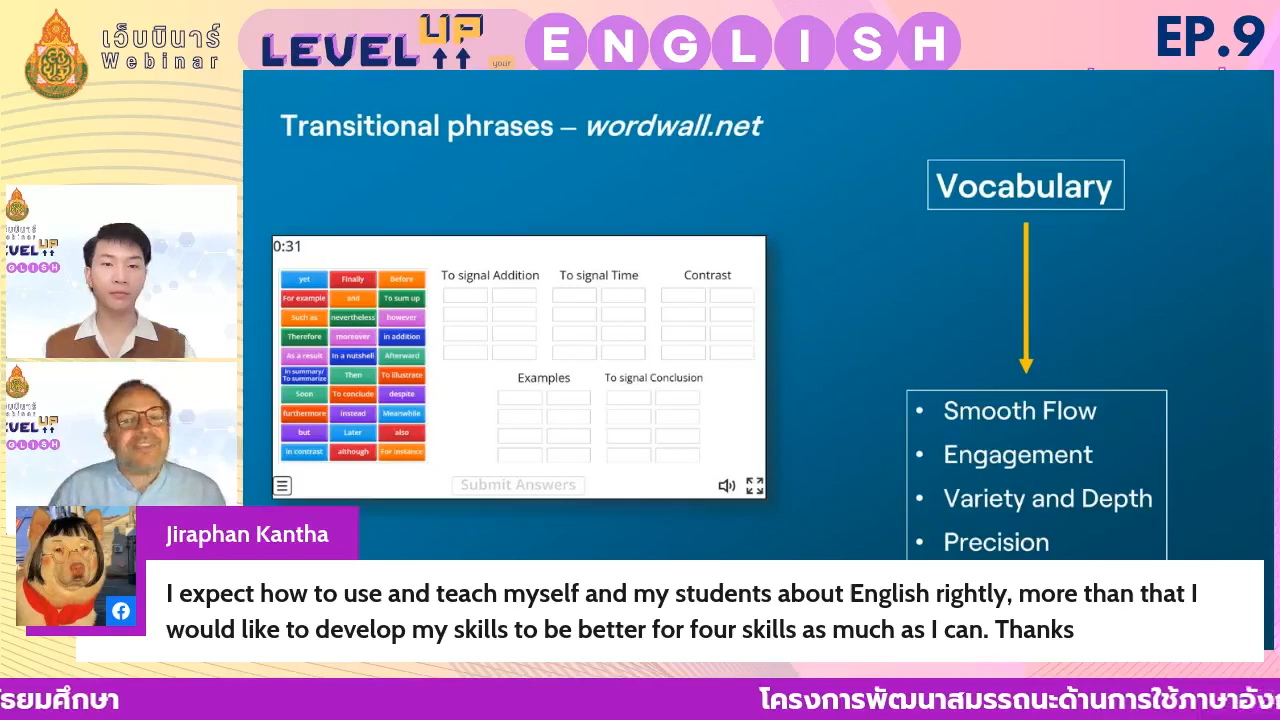 เว็บบินาร์
Webinar
LEVEL UP
your
ENGLISH
EP.9
Transitional phrases – wordwall.net
Vocabulary
0:31
To signal Addition
To signal Time
Contrast
yet
Finally
Before
For example
and
To sum up
Such as
nevertheless
however
Therefore
moreover
in addition
As a result
In a nutshell
Afterward
In summary/
To summarize
Then
To illustrate
Soon
To conclude
despite
furthermore
instead
Meanwhile
but
Later
also
In contrast
although
For instance
Examples
To signal Conclusion
Submit Answers
• Smooth Flow
• Engagement
• Variety and Depth
• Precision
Jiraphan Kantha
I expect how to use and teach myself and my students about English rightly, more than that I
would like to develop my skills to be better for four skills as much as I can. Thanks
ัธยมศึกษา
โครงการพัฒนาสมรรถนะด้านการใช้ภาษาอัง